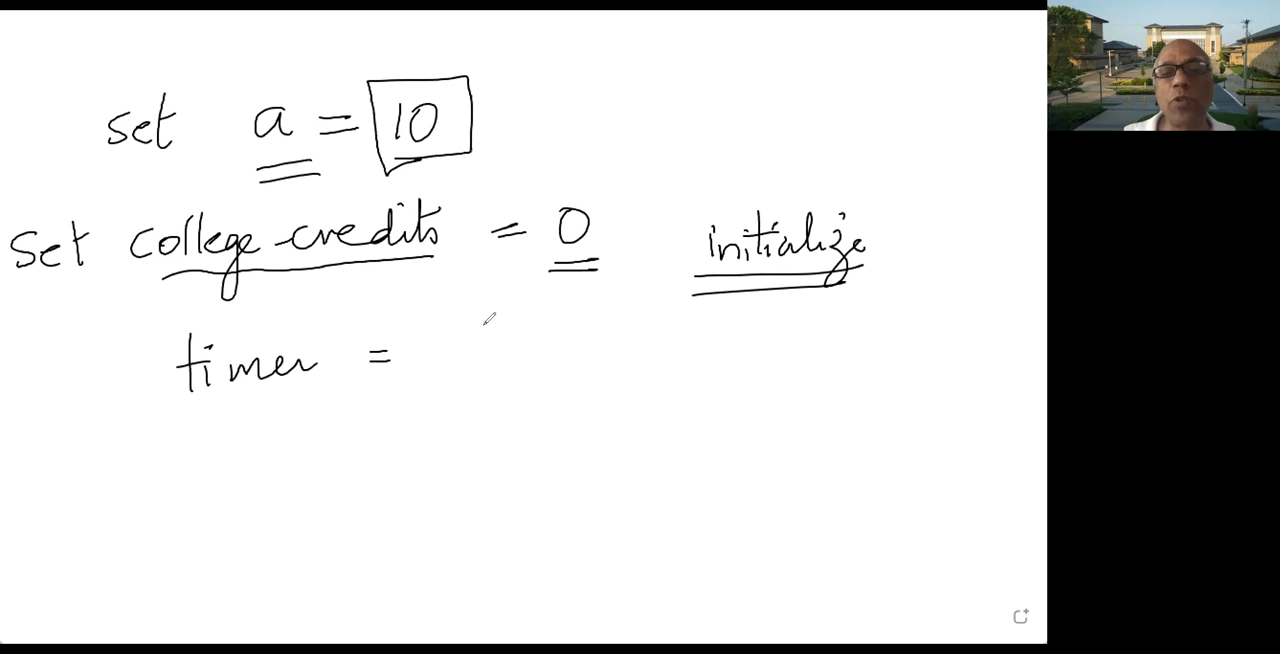 set a = 10
Set college-credits = 0 initialize
timer =